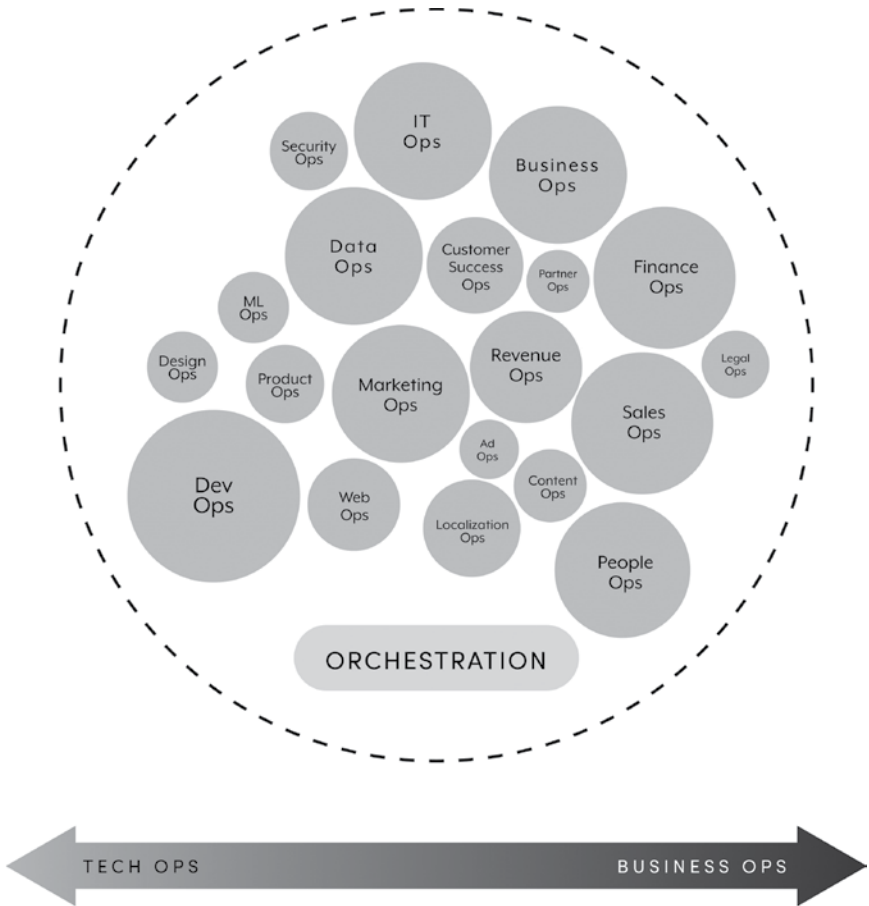 IT
Ops
Security
Ops
Business
Ops
Data
Ops
Customer
Success
Ops
Partner
Ops
Finance
Ops
ML
Ops
Design
Ops
Product
Ops
Marketing
Ops
Revenue
Ops
Legal
Ops
Sales
Ops
Ad
Ops
Dev
Ops
Web
Ops
Content
Ops
Localization
Ops
People
Ops
ORCHESTRATION
TECH OPS
BUSINESS OPS